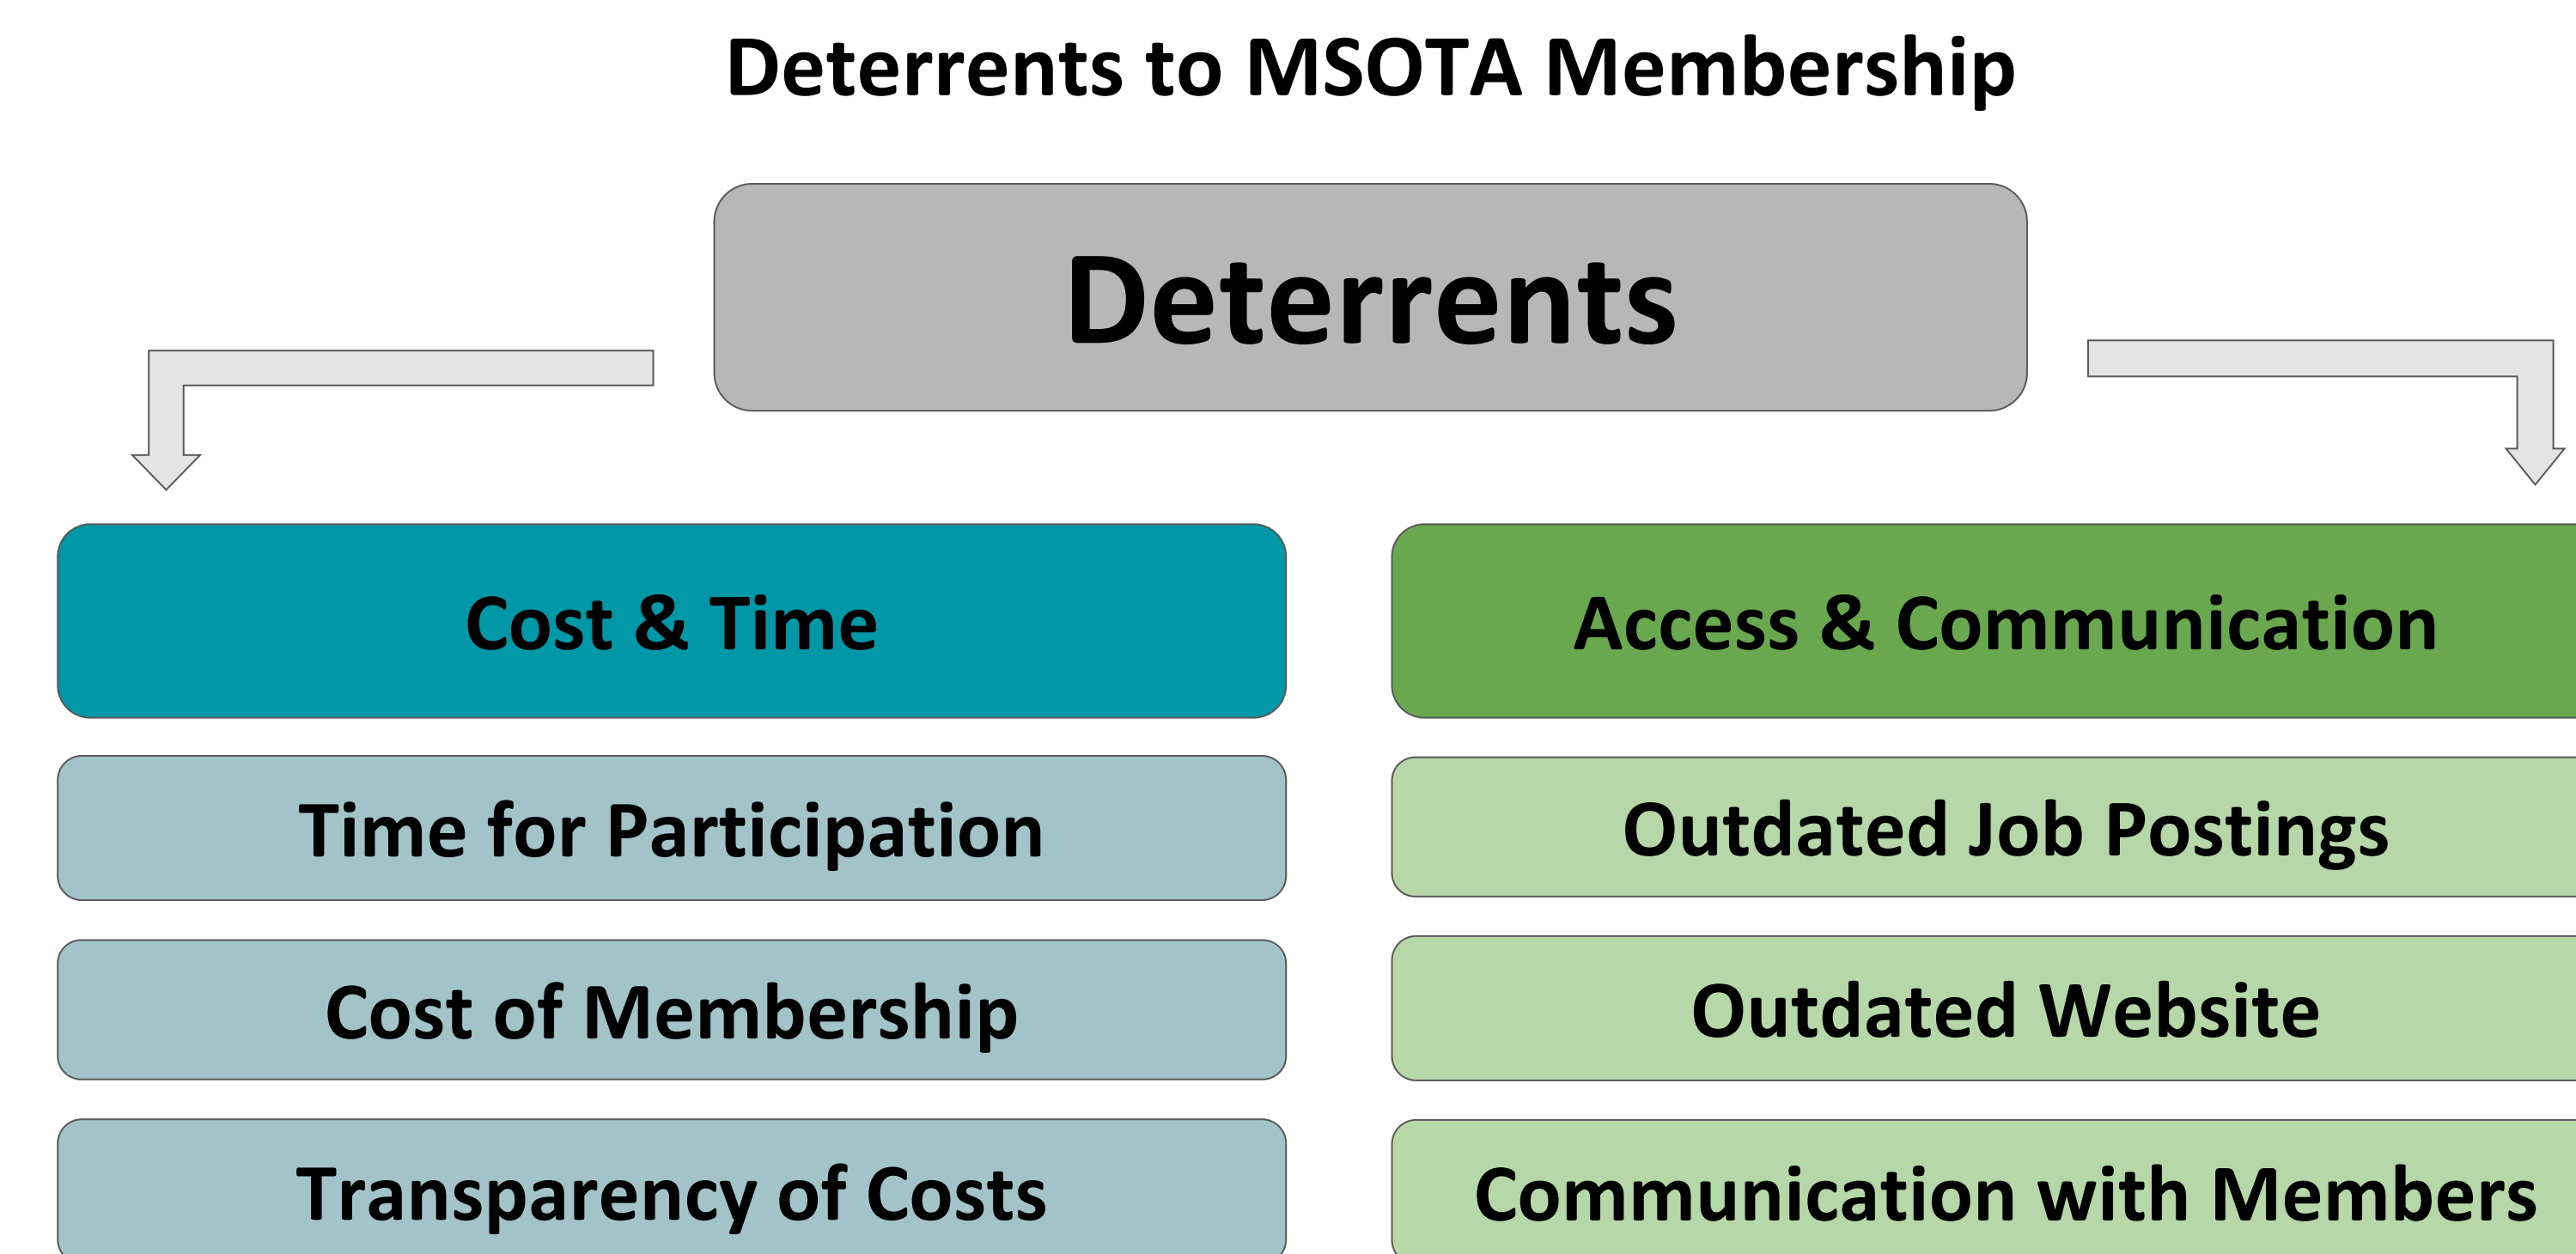 Deterrents to MSOTA Membership
Deterrents
Cost & Time
Time for Participation
Cost of Membership
Transparency of Costs
Access & Communication
Outdated Job Postings
Outdated Website
Communication with Members